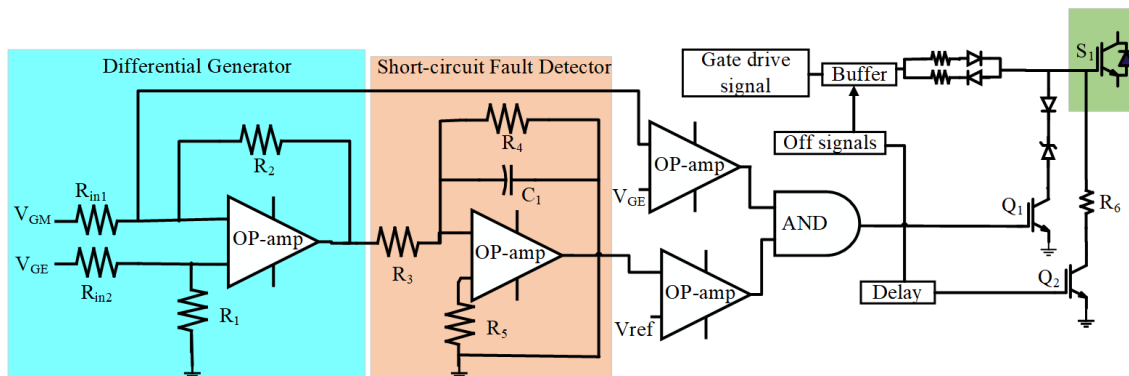 Differential Generator
Short-circuit Fault Detector
Gate drive
signal
Buffer
S1
R2
R4
OP-amp
Off signals
C1
VGE
Rin1
VGM
OP-amp
R3
OP-amp
AND
Q1
R6
VGE
Rin2
R1
R5
OP-amp
Vref
Delay
Q2